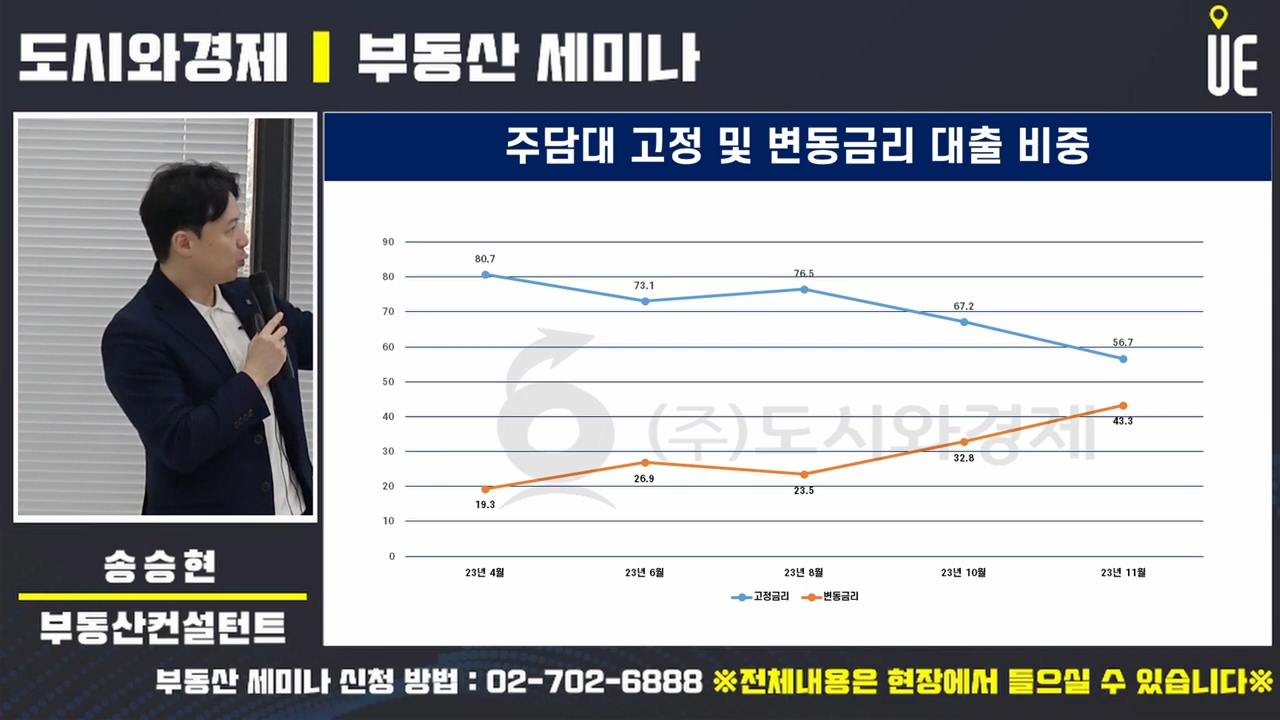 도시와경제 | 부동산 세미나
UE
주담대 고정 및 변동금리 대출 비중
90
80
70
60
50
40
30
20
10
0
80.7
73.1
76.5
67.2
56.7
19.3
26.9
23.5
32.8
43.3
(주)도시와경제
23년 4월 23년 6월 23년 8월 23년 10월 23년 11월
고정금리 변동금리
송승현
부동산컨설턴트
부동산 세미나 신청 방법 : 02-702-6888 ※전체내용은 현장에서 들으실 수 있습니다※